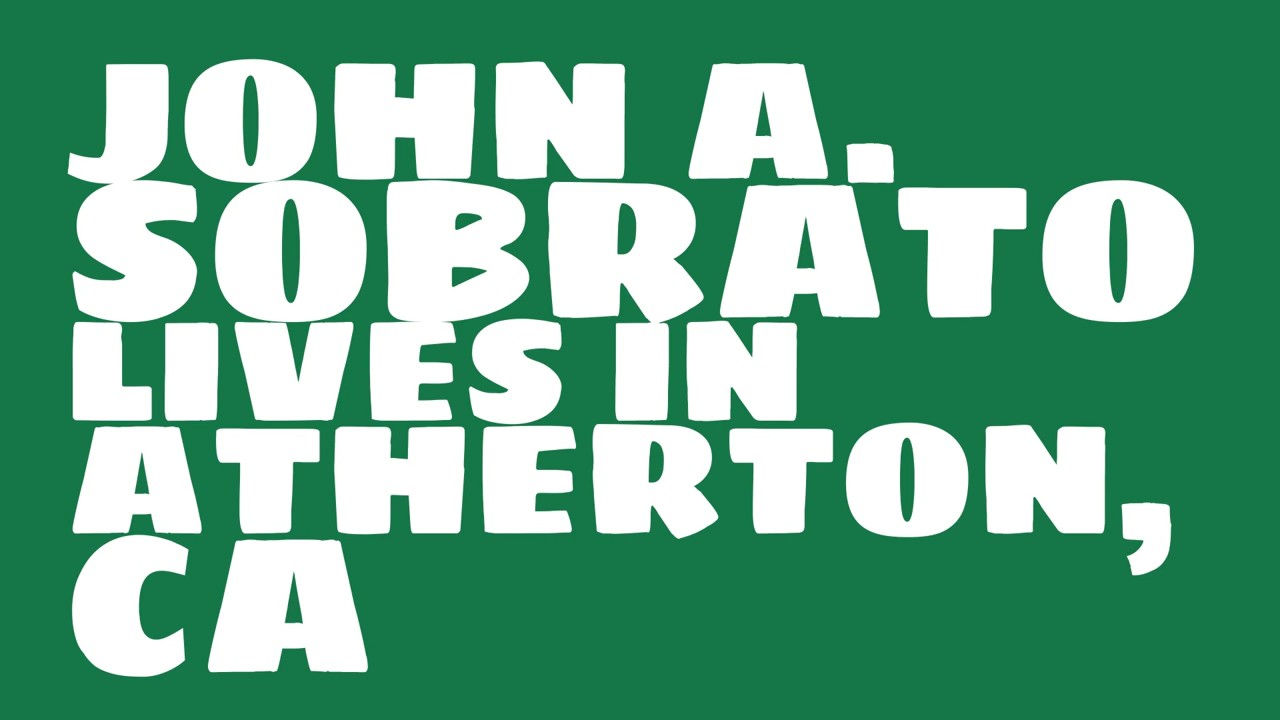 JOHN A.
SOBRATO
LIVES IN
ATHERTON,
CA